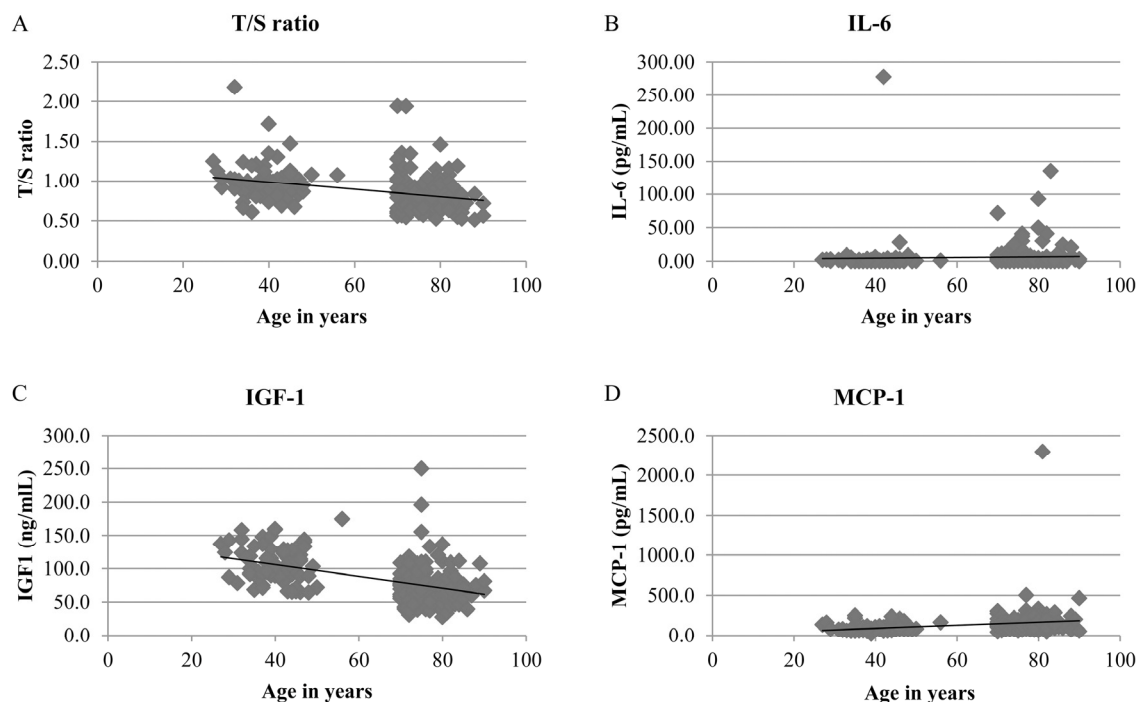 A
T/S ratio
T/S ratio
2.50
2.00
1.50
1.00
0.50
0.00
0 20 40 60 80 100
Age in years
B
IL-6
IL-6 (pg/mL)
300.00
250.00
200.00
150.00
100.00
50.00
0.00
0 20 40 60 80 100
Age in years
C
IGF-1
IGF1 (ng/mlL)
300.0
250.0
200.0
150.0
100.0
50.0
0.0
0 20 40 60 80 100
Age in years
D
MCP-1
MCP-1 (pg/mL)
2500.0
2000.0
1500.0
1000.0
500.0
0.0
0 20 40 60 80 100
Age in years